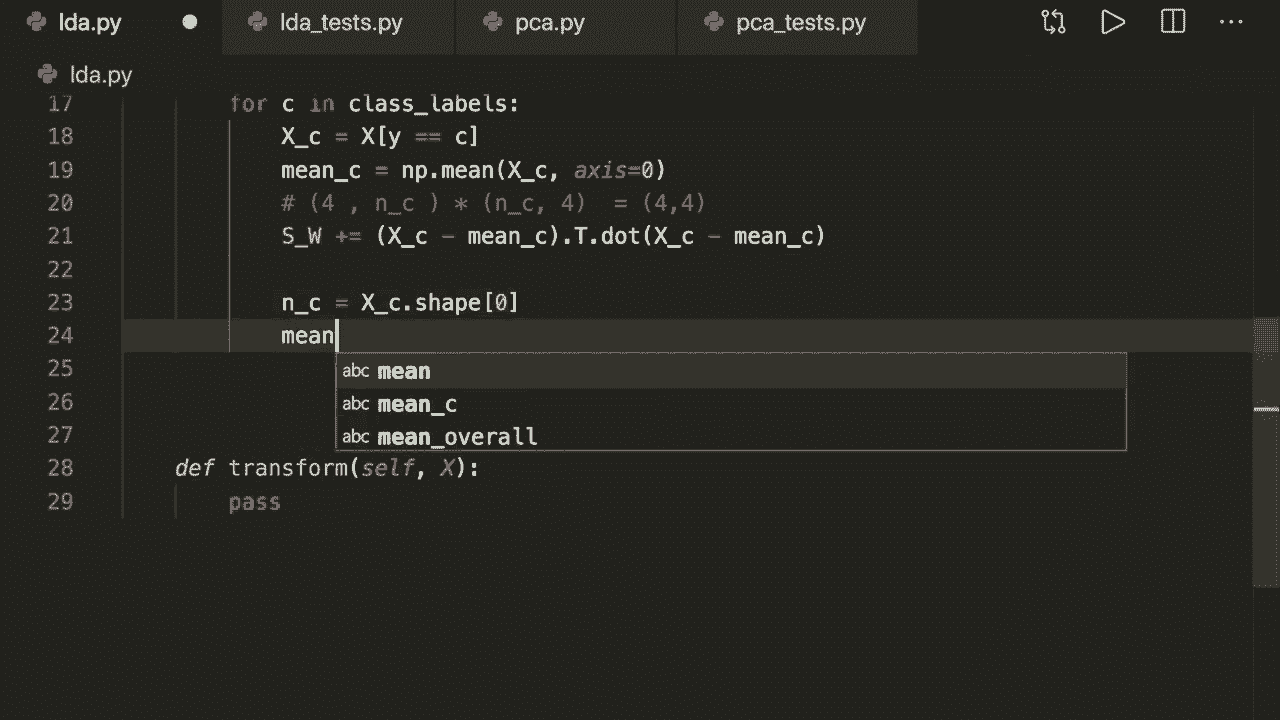 lda.py lda_tests.py pca.py pca_tests.py
lda.py
17 for c in class_labels:
18 X_c = X[y == c]
19 mean_c = np.mean(X_c, axis=0)
20 # (4 , n_c ) * (n_c, 4)  = (4,4)
21 S_W += (X_c - mean_c).T.dot(X_c - mean_c)
22
23 n_c = X_c.shape[0]
24 mean
25 abc mean
26 abc mean_c
27 abc mean_overall
28 def transform(self, X):
29 pass